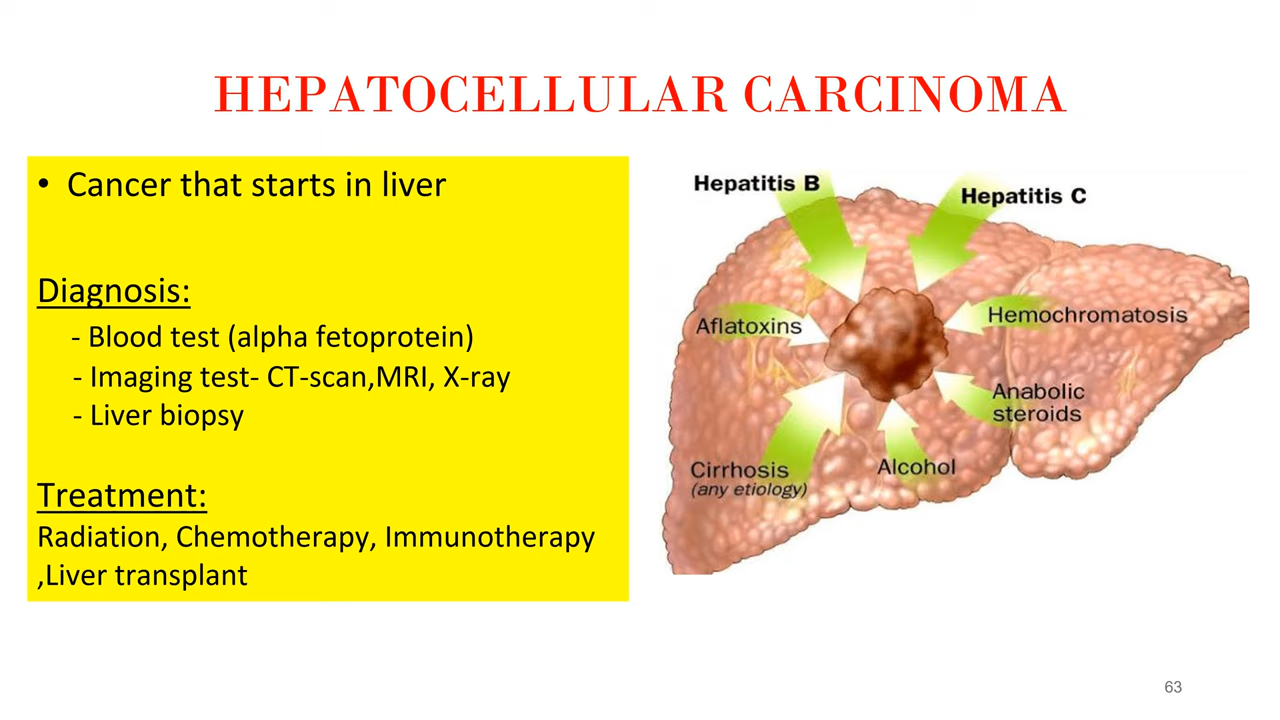 HEPATOCELLULAR CARCINOMA
• Cancer that starts in liver
Diagnosis:
- Blood test (alpha fetoprotein)
- Imaging test- CT-scan,MRI, X-ray
- Liver biopsy
Treatment:
Radiation, Chemotherapy, Immunotherapy
,Liver transplant
Hepatitis B
Hepatitis C
Aflatoxins
Hemochromatosis
Anabolic
steroids
Cirrhosis
(any etiology)
Alcohol
63